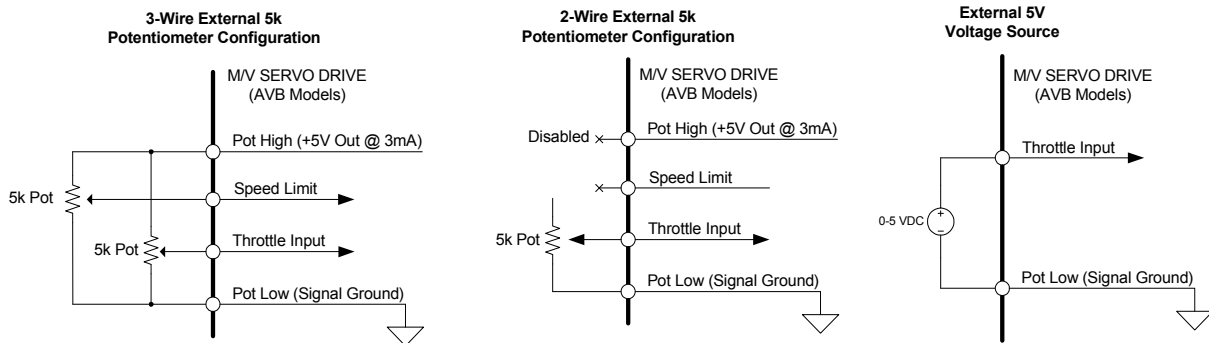 3-Wire External 5k
Potentiometer Configuration
M/V SERVO DRIVE
(AVB Models)
Pot High (+5V Out @ 3mA)
5k Pot
Speed Limit
5k Pot
Throttle Input
Pot Low (Signal Ground)
2-Wire External 5k
Potentiometer Configuration
M/V SERVO DRIVE
(AVB Models)
Disabled
Pot High (+5V Out @ 3mA)
Speed Limit
5k Pot
Throttle Input
Pot Low (Signal Ground)
External 5V
Voltage Source
M/V SERVO DRIVE
(AVB Models)
Throttle Input
0-5 VDC
Pot Low (Signal Ground)